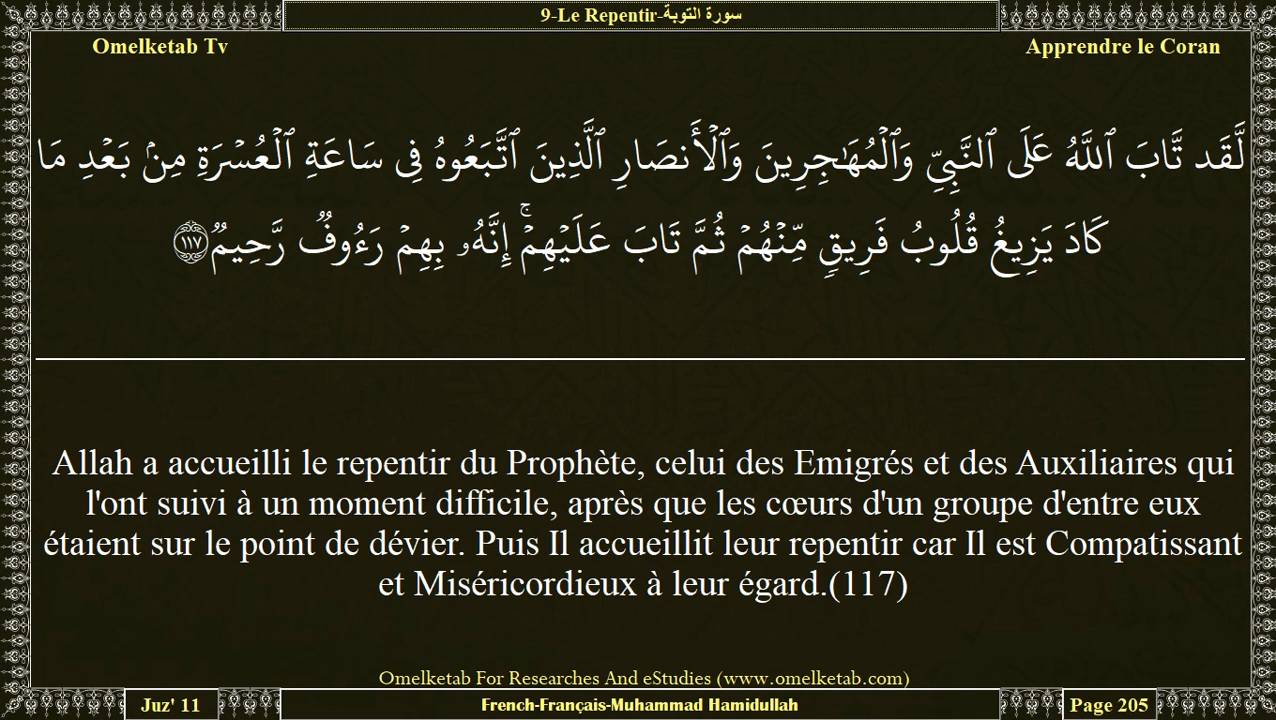 9-Le Repentir-سورة التوبة
Omelketab Tv
Apprendre le Coran
لَّقَد تَّابَ ٱللَّهُ عَلَى ٱلنَّبِىِّ وَٱلْمُهَـٰجِرِينَ وَٱلْأَنصَارِ ٱلَّذِينَ ٱتَّبَعُوهُ فِى سَاعَةِ ٱلْعُسْرَةِ مِنۢ بَعْدِ مَا
كَادَ يَزِيغُ قُلُوبُ فَرِيقٍ مِّنْهُمْ ثُمَّ تَابَ عَلَيْهِمْ ۚ إِنَّهُۥ بِهِمْ رَءُوفٌ رَّحِيمٌ ١١٧
Allah a accueilli le repentir du Prophète, celui des Emigrés et des Auxiliaires qui
l'ont suivi à un moment difficile, après que les cœurs d'un groupe d'entre eux
étaient sur le point de dévier. Puis Il accueillit leur repentir car Il est Compatissant
et Miséricordieux à leur égard.(117)
Omelketab For Researches And eStudies (www.omelketab.com)
Juz' 11
French-Français-Muhammad Hamidullah
Page 205